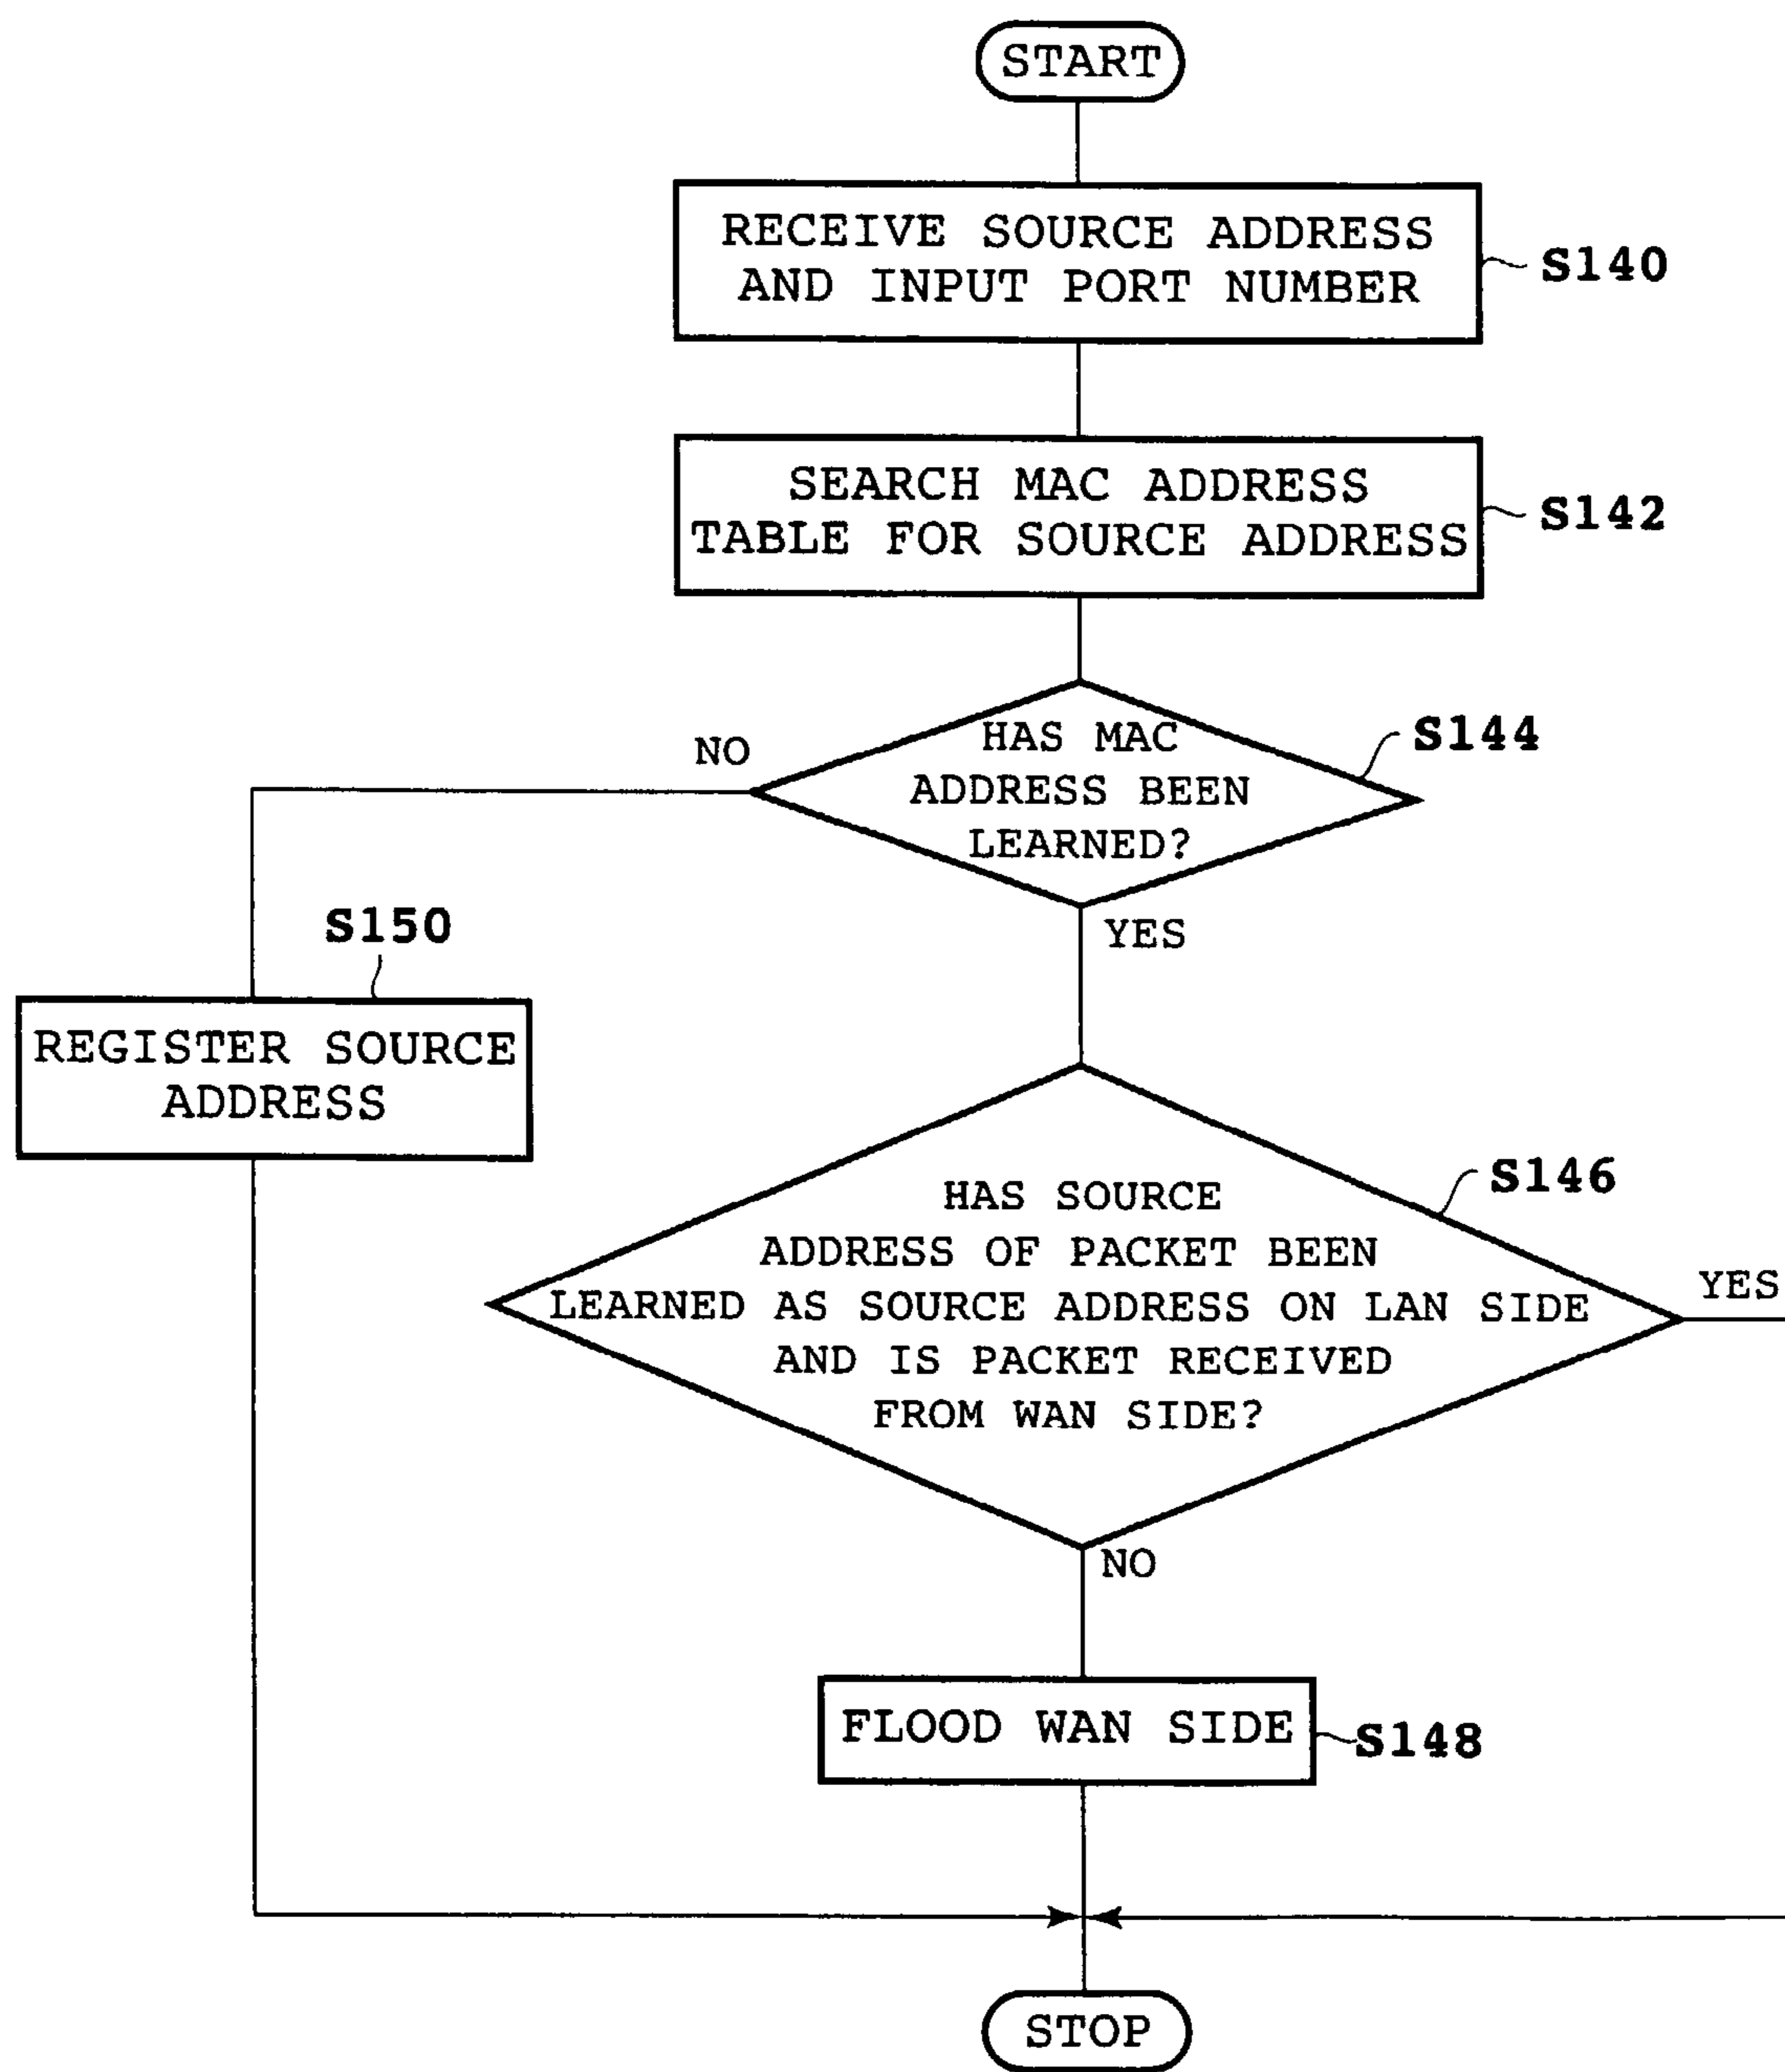 START
RECEIVE SOURCE ADDRESS
AND INPUT PORT NUMBER
S140
SEARCH MAC ADDRESS
TABLE FOR SOURCE ADDRESS
S142
HAS MAC
ADDRESS BEEN
LEARNED?
S144
NO
YES
S150
REGISTER SOURCE
ADDRESS
HAS SOURCE
ADDRESS OF PACKET BEEN
LEARNED AS SOURCE ADDRESS ON LAN SIDE
AND IS PACKET RECEIVED
FROM WAN SIDE?
S146
YES
NO
FLOOD WAN SIDE
S148
STOP